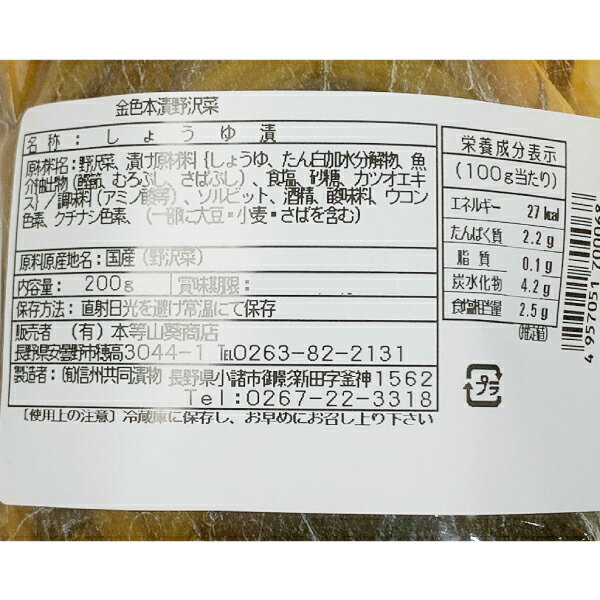 金色本漬野沢菜
名称：しょうゆ漬
原材料名：野沢菜、漬け原材料｛しょうゆ、たん白加水分解物、魚
介抽出物（鰹節、むろぶし、さばぶし）、食塩、砂糖、カツオエキ
ス｝/調味料（アミノ酸等）、ソルビット、酒精、酸味料、ウコン
色素、クチナシ色素、（一部に大豆・小麦・さばを含む）
原料原産地名：国産（野沢菜）
内容量：200g 賞味期限：
保存方法：直射日光を避け常温にて保存
販売者（有）本等山葵商店
長野県安曇野市穂高3044-1 TEL0263-82-2131
製造者：㈲信州共同漬物 長野県小諸市御影新田字釜神1562
Tel:0267-22-3318
〔使用上の注意〕冷蔵庫に保存し、お早めにお召し上り下さい
栄養成分表示
（100g当たり）
エネルギー 27kcal
たんぱく質 2.2g
脂質 0.1g
炭水化物 4.2g
食塩相当量 2.5g
（推定値）
プラ
4957051700068